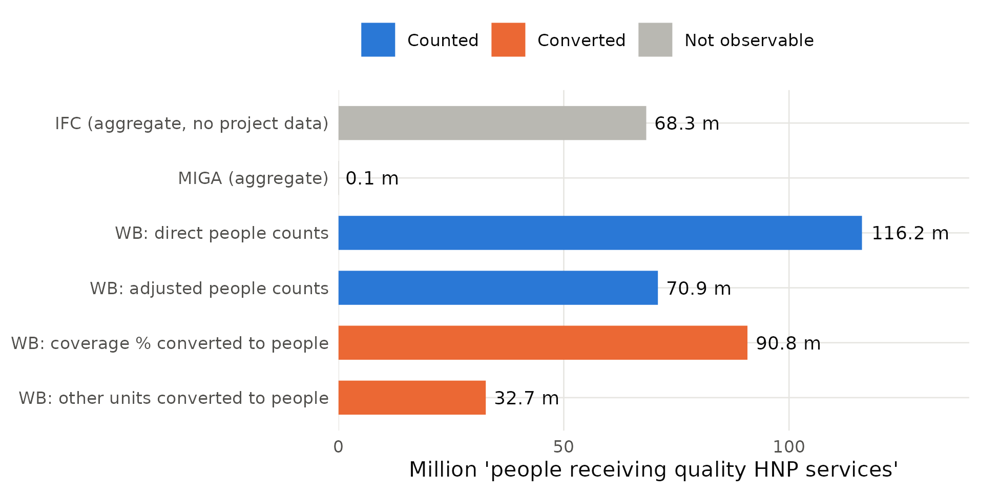 Counted Converted Not observable
IFC (aggregate, no project data) 68.3 m
MIGA (aggregate) 0.1 m
WB: direct people counts 116.2 m
WB: adjusted people counts 70.9 m
WB: coverage % converted to people 90.8 m
WB: other units converted to people 32.7 m
0 50 100
Million 'people receiving quality HNP services'